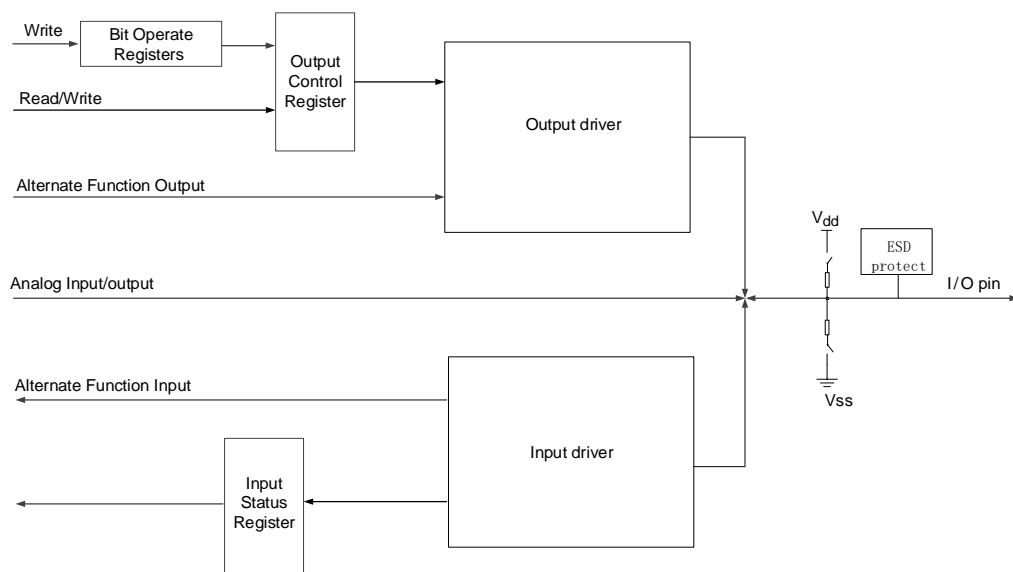 Write
Bit Operate
Registers
Output
Control
Register
Read/Write
Output driver
Alternate Function Output
Vdd
ESD
protect
Analog Input/output
I/O pin
Alternate Function Input
Vss
Input driver
Input
Status
Register